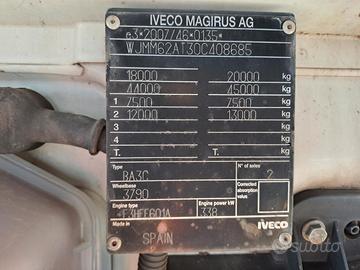 IVECO MAGIRUS AG
e3*2007/46*0135*
WJMM62AT30C408685
18000 20000 kg
44000 45000 kg
1 7500 7500 kg
2 12000 13000 kg
3 kg
4 kg
T. T. kg
Type N° of axles
BA3C 2
Wheelbase Corrected absorption value
3790
Engine type Engine power kW
F3HFE601A 338
IVECO
SPAIN
Subito